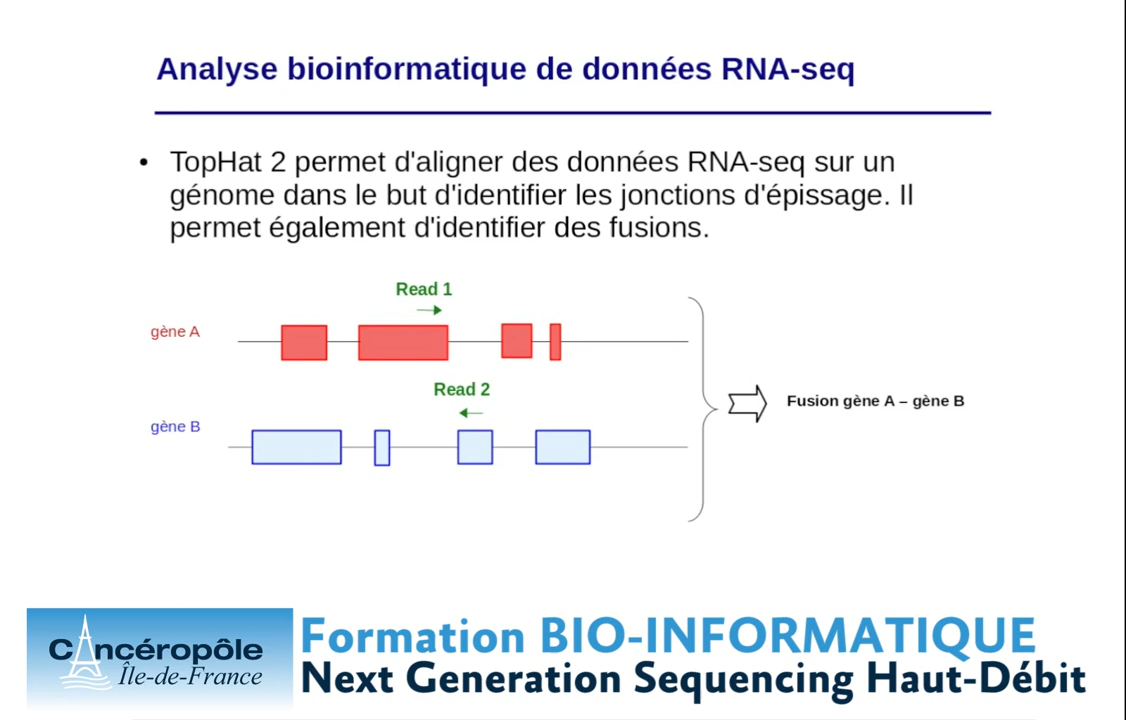 Analyse bioinformatique de données RNA-seq
• TopHat 2 permet d'aligner des données RNA-seq sur un
génome dans le but d'identifier les jonctions d'épissage. Il
permet également d'identifier des fusions.
Read 1
gène A
Read 2
Fusion gène A – gène B
gène B
Cancéropôle
Île-de-France
Formation BIO-INFORMATIQUE
Next Generation Sequencing Haut-Débit